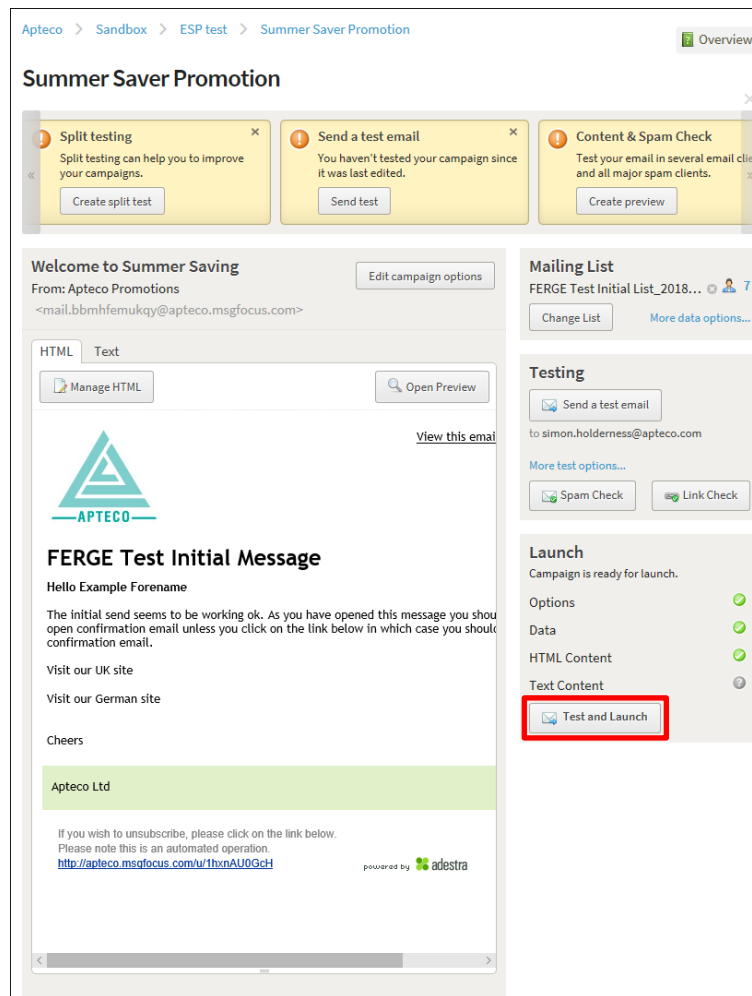 Apteco > Sandbox > ESP test > Summer Saver Promotion
Overview
Summer Saver Promotion
Split testing
Split testing can help you to improve
your campaigns.
Create split test
Send a test email
You haven't tested your campaign since
it was last edited.
Send test
Content & Spam Check
Test your email in several email clie
and all major spam clients.
Create preview
Welcome to Summer Saving
From: Apteco Promotions
<mail.bbmhfemukqy@apteco.msgfocus.com>
Edit campaign options
HTML Text
Manage HTML
Open Preview
View this emai
APTECO
FERGE Test Initial Message
Hello Example Forename
The initial send seems to be working ok. As you have opened this message you shou
open confirmation email unless you click on the link below in which case you should
confirmation email.
Visit our UK site
Visit our German site
Cheers
Apteco Ltd
If you wish to unsubscribe, please click on the link below.
Please note this is an automated operation.
http://apteco.msgfocus.com/u/1hxnAU0GcH
powered by adestra
Mailing List
FERGE Test Initial List_2018... 7
Change List
More data options...
Testing
Send a test email
to simon.holderness@apteco.com
More test options...
Spam Check
Link Check
Launch
Campaign is ready for launch.
Options
Data
HTML Content
Text Content
Test and Launch